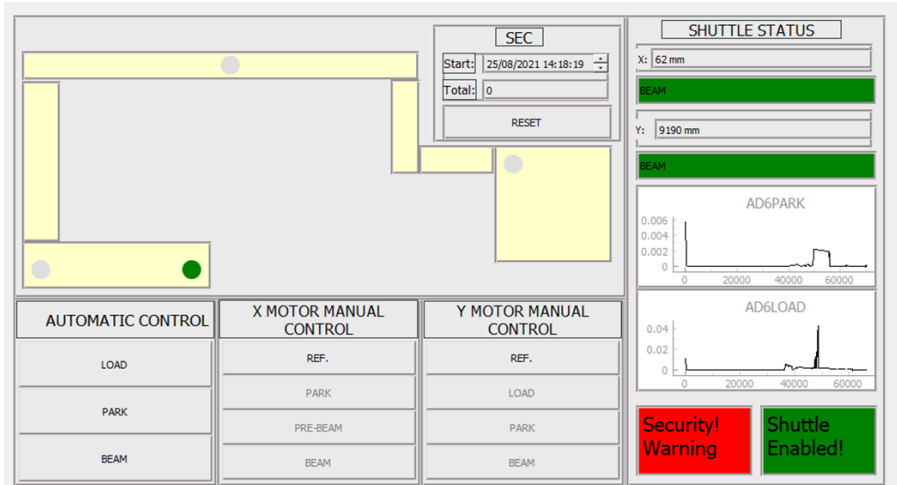 SEC
Start: 25/08/2021 14:18:19
Total: 0
RESET
SHUTTLE STATUS
X: 62 mm
BEAM
Y: 9190 mm
BEAM
AD6PARK
0.006
0.004
0.002
0
0 20000 40000 60000
AD6LOAD
0.04
0.02
0
0 20000 40000 60000
Security!
Warning
Shuttle
Enabled!
AUTOMATIC CONTROL
LOAD
PARK
BEAM
X MOTOR MANUAL
CONTROL
REF.
PARK
PRE-BEAM
BEAM
Y MOTOR MANUAL
CONTROL
REF.
LOAD
PARK
BEAM